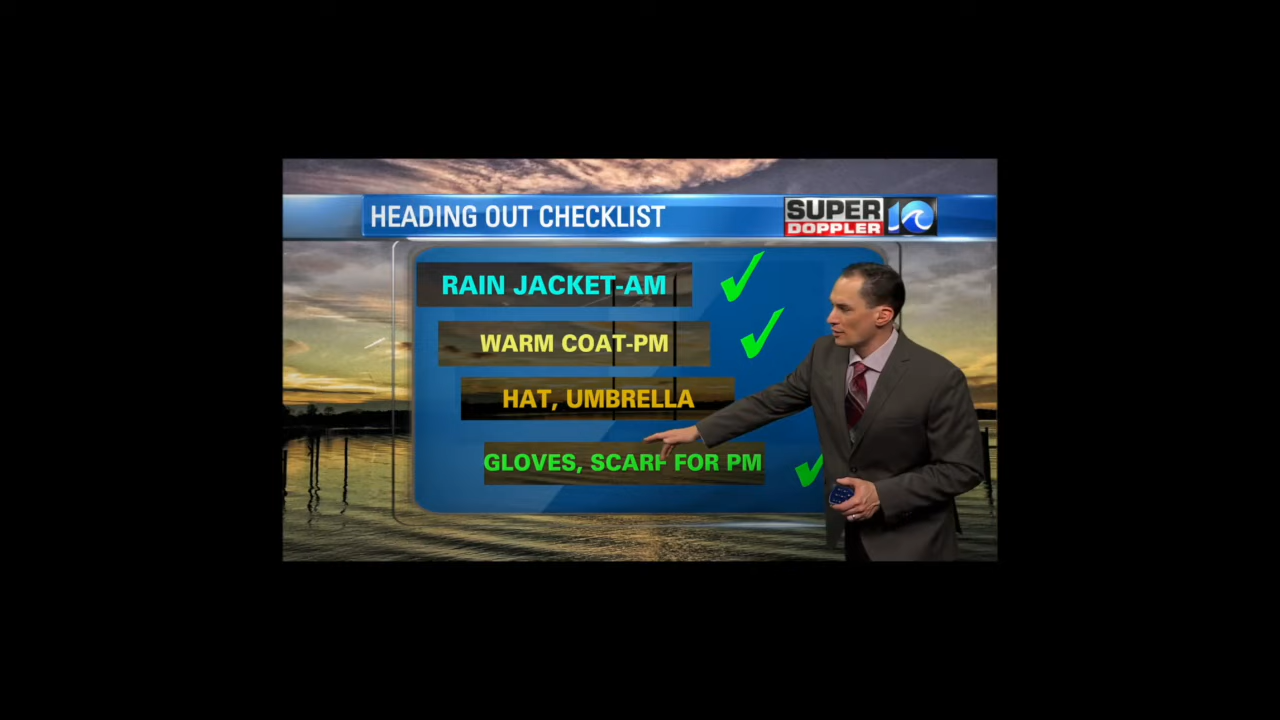 HEADING OUT CHECKLIST
SUPER
DOPPLER 10
RAIN JACKET-AM
WARM COAT-PM
HAT, UMBRELLA
GLOVES, SCARF FOR PM